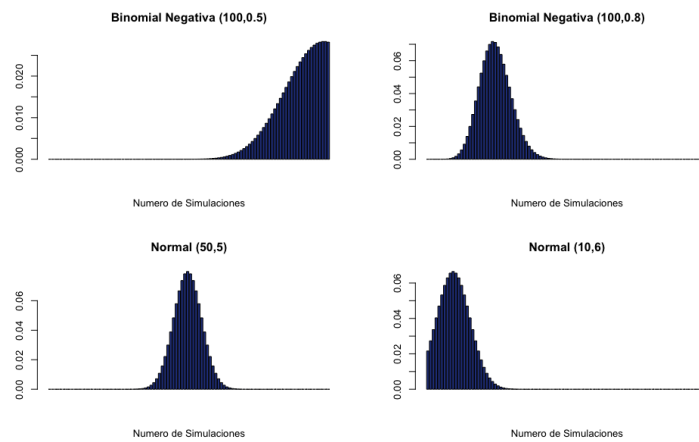 Binomial Negativa (100,0.5)
0.000 0.010 0.020
Numero de Simulaciones
Binomial Negativa (100,0.8)
0.00 0.02 0.04 0.06
Numero de Simulaciones
Normal (50,5)
0.00 0.02 0.04 0.06
Numero de Simulaciones
Normal (10,6)
0.00 0.02 0.04 0.06
Numero de Simulaciones